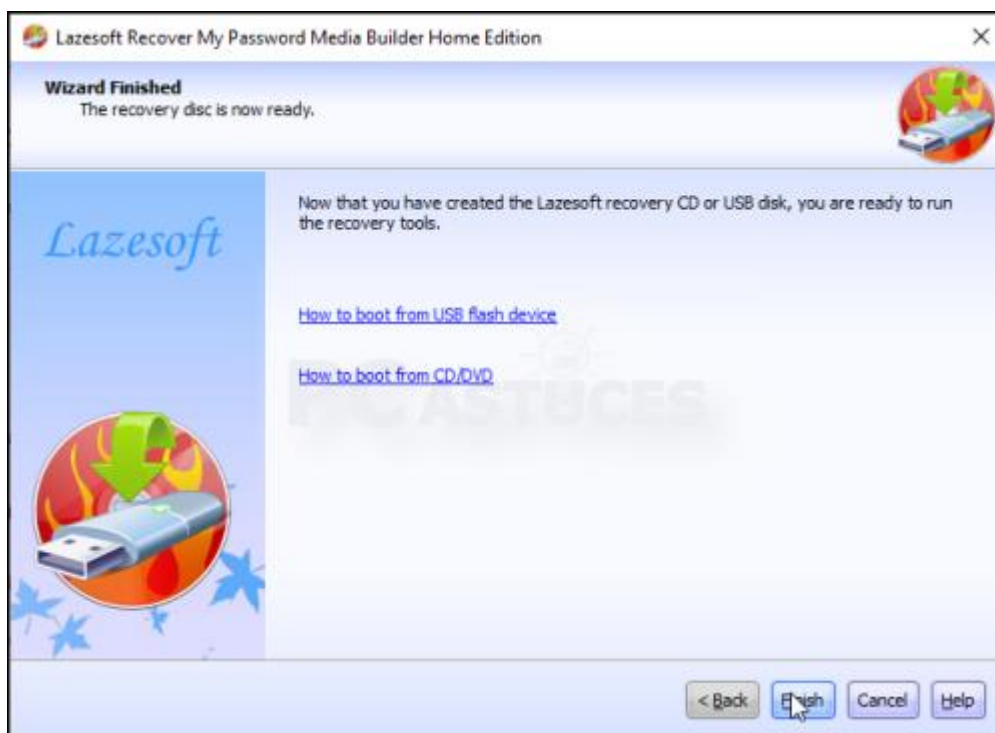 Lazesoft Recover My Password Media Builder Home Edition
Wizard Finished
The recovery disc is now ready.
Lazesoft
Now that you have created the Lazesoft recovery CD or USB disk, you are ready to run
the recovery tools.
How to boot from USB flash device
How to boot from CD/DVD
PC ASTUCES
< Back Finish Cancel Help